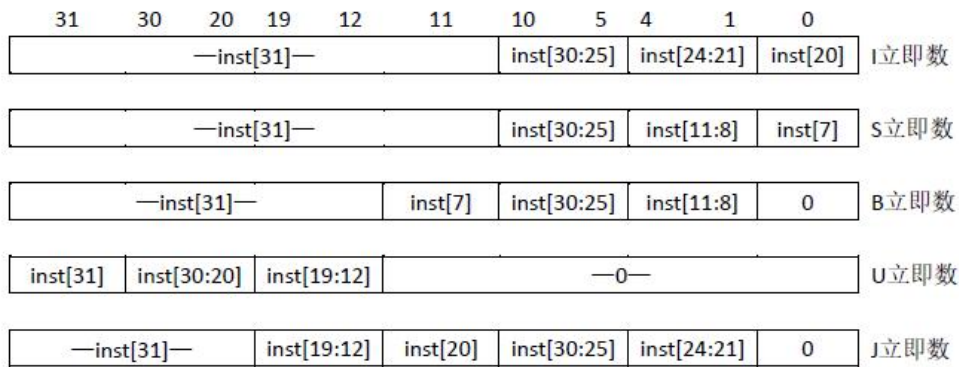 31 30 20 19 12 11 10 5 4 1 0
—inst[31]— inst[30:25] inst[24:21] inst[20] I立即数
—inst[31]— inst[30:25] inst[11:8] inst[7] S立即数
—inst[31]— inst[7] inst[30:25] inst[11:8] 0 B立即数
inst[31] inst[30:20] inst[19:12] —0— U立即数
—inst[31]— inst[19:12] inst[20] inst[30:25] inst[24:21] 0 J立即数